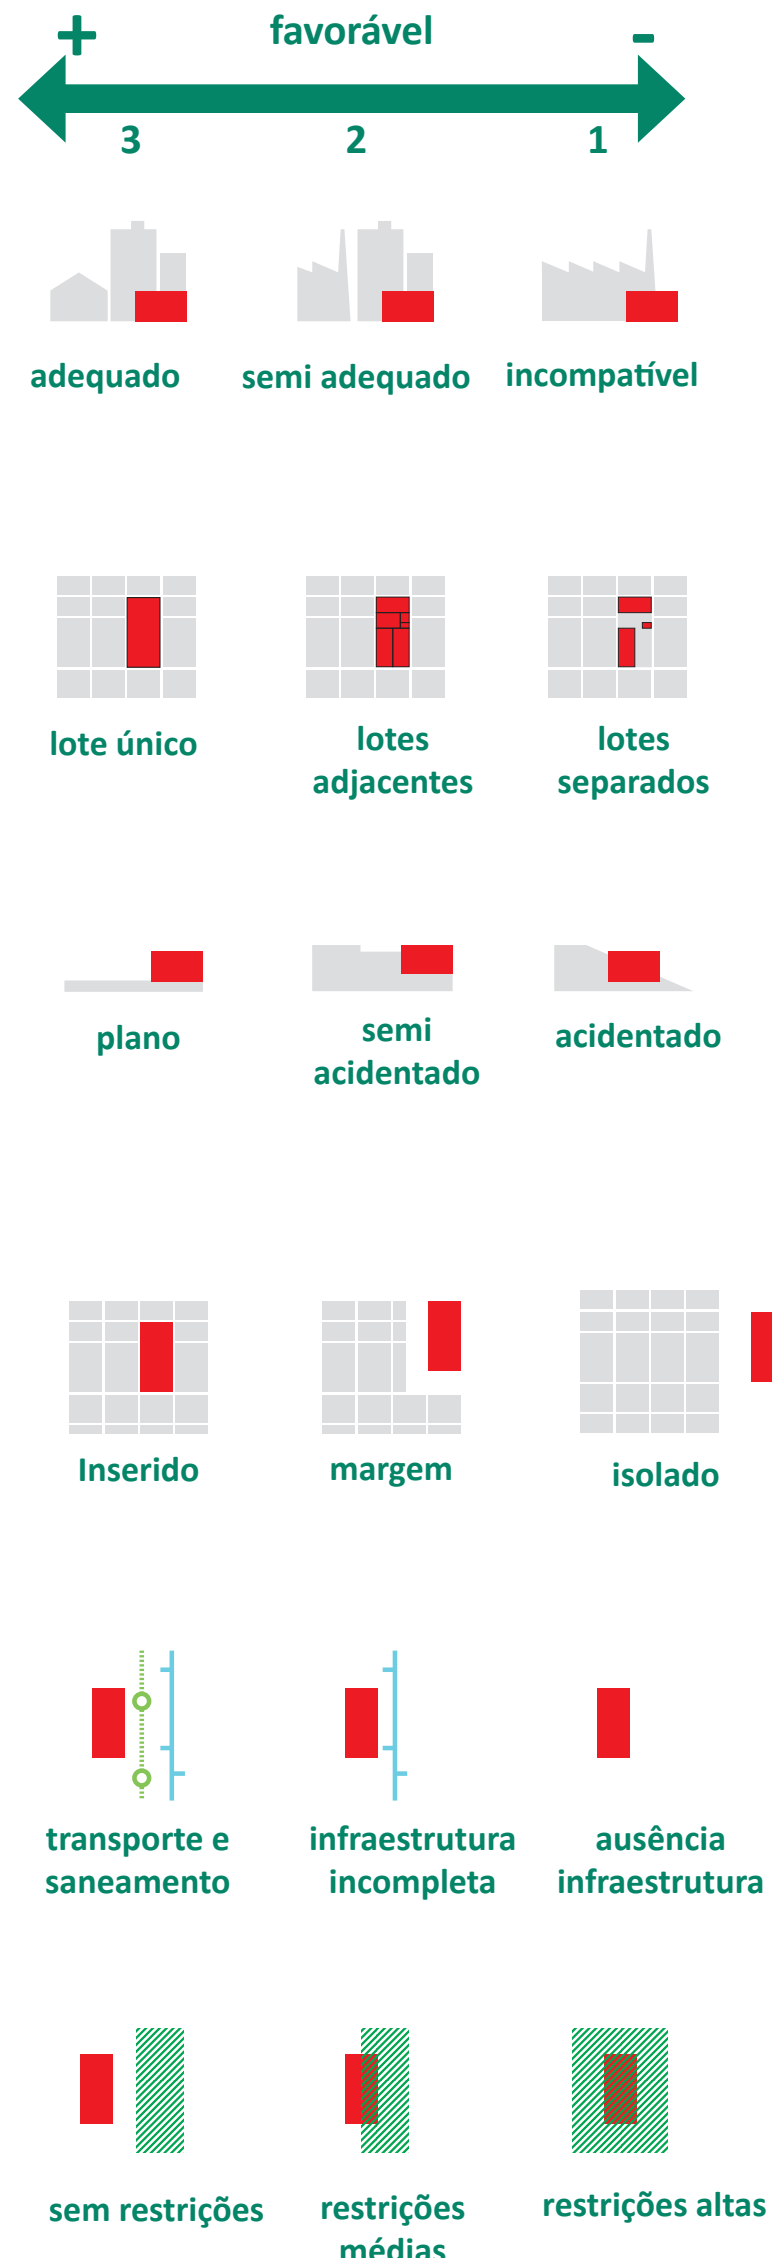 + favorável -
3 2 1
adequado semi adequado incompatível
lote único
lotes
adjacentes
lotes
separados
plano
semi
acidentado
acidentado
Inserido margem isolado
transporte e
saneamento
infraestrutura
incompleta
ausência
infraestrutura
sem restrições
restrições
médias
restrições altas